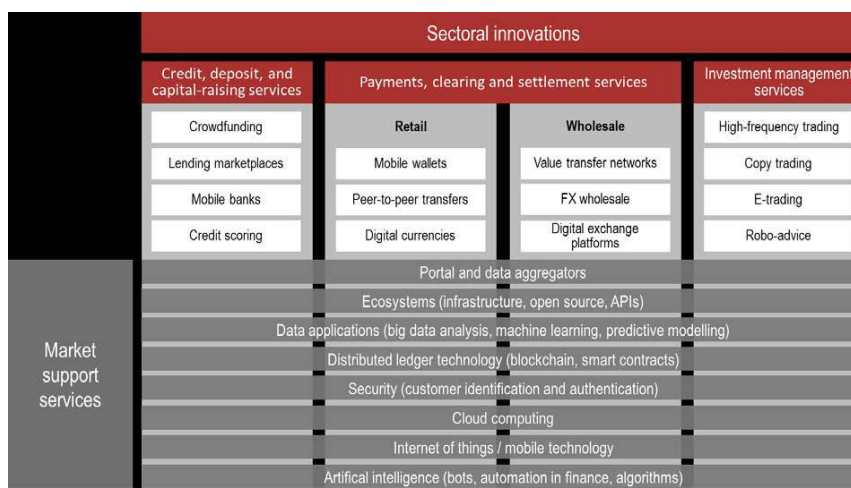 Sectoral innovations
Credit, deposit, and
capital-raising services
Payments, clearing and settlement services
Investment management
services
Crowdfunding
Lending marketplaces
Mobile banks
Credit scoring
Retail
Mobile wallets
Peer-to-peer transfers
Digital currencies
Wholesale
Value transfer networks
FX wholesale
Digital exchange
platforms
High-frequency trading
Copy trading
E-trading
Robo-advice
Market
support
services
Portal and data aggregators
Ecosystems (infrastructure, open source, APIs)
Data applications (big data analysis, machine learning, predictive modelling)
Distributed ledger technology (blockchain, smart contracts)
Security (customer identification and authentication)
Cloud computing
Internet of things / mobile technology
Artifical intelligence (bots, automation in finance, algorithms)